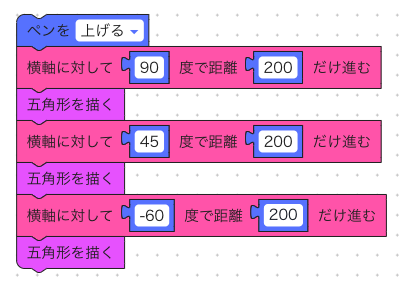 ペンを 上げる
横軸に対して 90 度で距離 200 だけ進む
五角形を描く
横軸に対して 45 度で距離 200 だけ進む
五角形を描く
横軸に対して -60 度で距離 200 だけ進む
五角形を描く